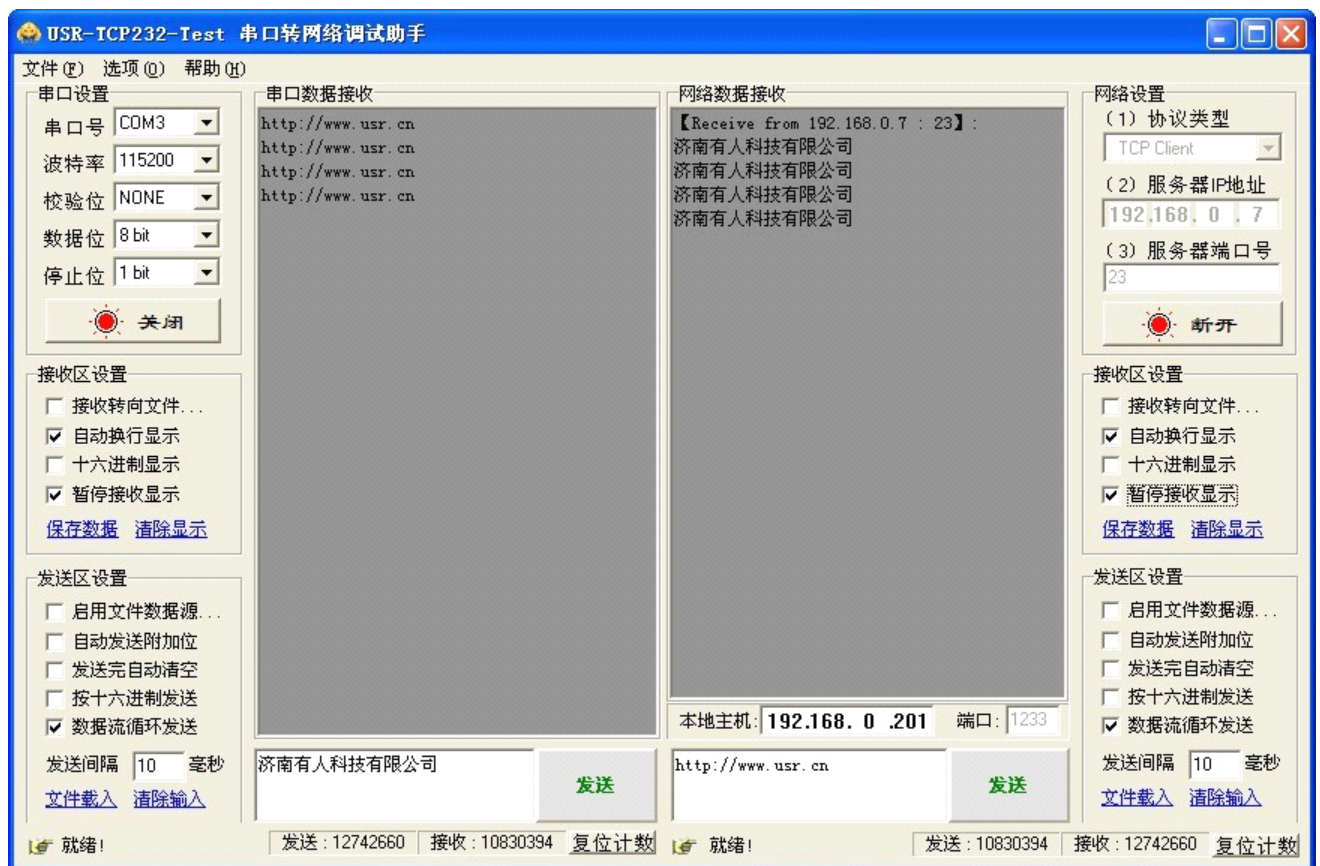 USR-TCP232-Test 串口转网络调试助手
文件(F) 选项(O) 帮助(H)
串口设置
串口号 COM3
波特率 115200
校验位 NONE
数据位 8 bit
停止位 1 bit
关闭
接收区设置
接收转向文件...
自动换行显示
十六进制显示
暂停接收显示
保存数据 清除显示
发送区设置
启用文件数据源...
自动发送附加位
发送完自动清空
按十六进制发送
数据流循环发送
发送间隔 10 毫秒
文件载入 清除输入
串口数据接收
http://www.usr.cn
http://www.usr.cn
http://www.usr.cn
http://www.usr.cn
济南有人科技有限公司
发送
网络数据接收
【Receive from 192.168.0.7 : 23】:
济南有人科技有限公司
济南有人科技有限公司
济南有人科技有限公司
济南有人科技有限公司
本地主机: 192.168. 0 .201 端口: 1233
http://www.usr.cn
发送
网络设置
(1) 协议类型
TCP Client
(2) 服务器IP地址
192.168. 0 . 7
(3) 服务器端口号
23
断开
接收区设置
接收转向文件...
自动换行显示
十六进制显示
暂停接收显示
保存数据 清除显示
发送区设置
启用文件数据源...
自动发送附加位
发送完自动清空
按十六进制发送
数据流循环发送
发送间隔 10 毫秒
文件载入 清除输入
就绪! 发送:12742660 接收:10830394 复位计数
就绪! 发送:10830394 接收:12742660 复位计数